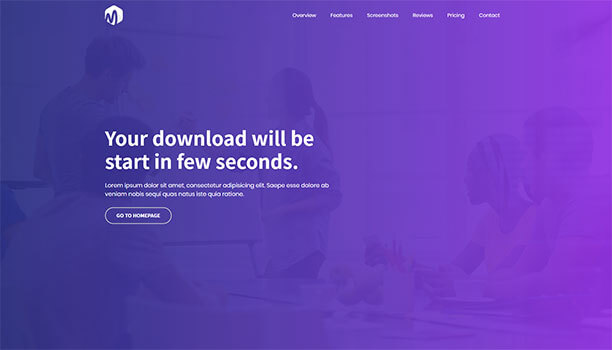 Overview Features Screenshots Reviews Pricing Contact
Your download will be
start in few seconds.
Lorem ipsum dolor sit amet, consectetur adipisicing elit. Saepe esse dolore ab
veniam nobis sequi quas natus iste quia ratione.
GO TO HOMEPAGE